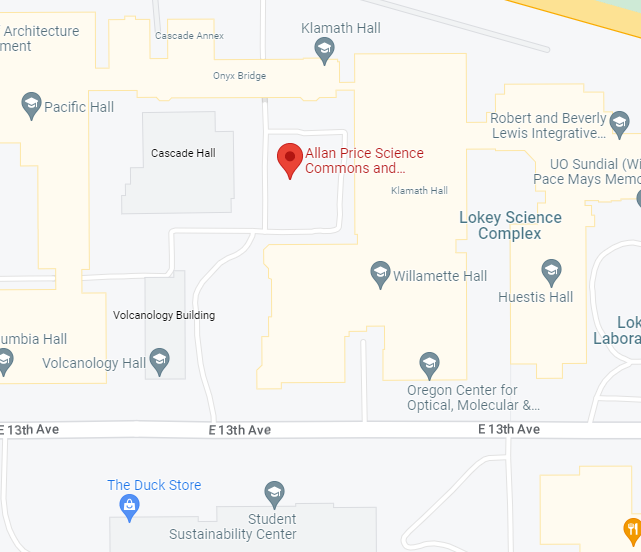 Klamath Hall
Architecture
ment
Cascade Annex
Onyx Bridge
Pacific Hall
Robert and Beverly
Lewis Integrative...
Cascade Hall
Allan Price Science
Commons and...
UO Sundial (Wi
Pace Mays Memo
Klamath Hall
Lokey Science
Complex
Willamette Hall
Huestis Hall
Volcanology Building
Lok
Labora
umbia Hall
Volcanology Hall
Oregon Center for
Optical, Molecular &...
E 13th Ave
E 13th Ave
E 13th Ave
The Duck Store
Student
Sustainability Center